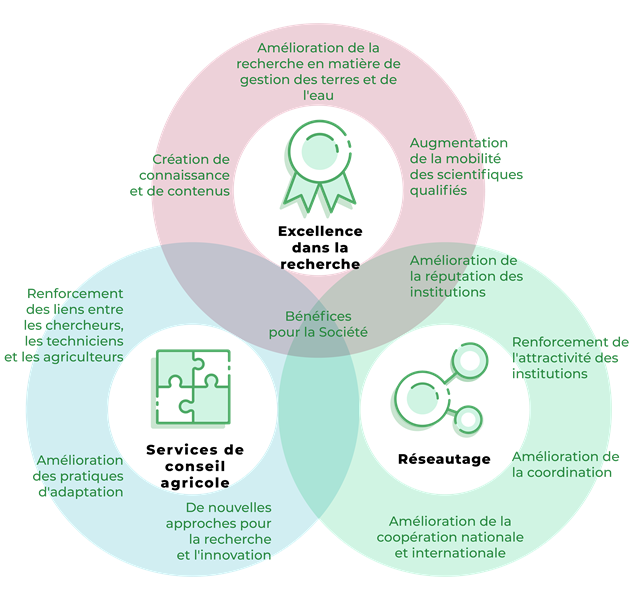 Amélioration de la
recherche en matière de
gestion des terres et de
l'eau
Création de
connaissance
et de contenus
Augmentation
de la mobilité
des scientifiques
qualifiés
Excellence
dans la
recherche
Amélioration de
la réputation des
institutions
Bénéfices
pour la Société
Renforcement
des liens entre
les chercheurs,
les techniciens
et les agriculteurs
Renforcement de
l'attractivité des
institutions
Services de
conseil
agricole
Réseautage
Amélioration
des pratiques
d'adaptation
Amélioration de
la coordination
De nouvelles
approches pour
la recherche
et l'innovation
Amélioration de la
coopération nationale
et internationale